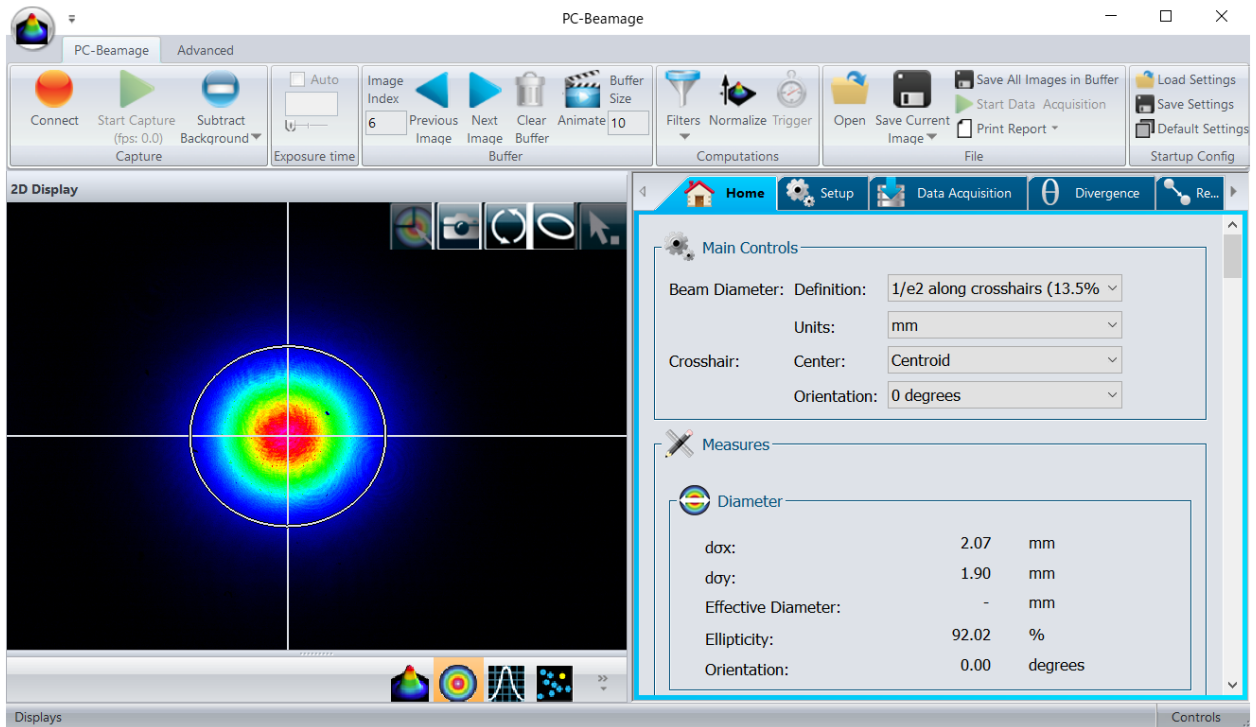 PC-Beamage
PC-Beamage Advanced
Connect
Start Capture
(fps: 0.0)
Subtract
Background
Capture
Auto
Exposure time
Image
Index
6
Previous
Image
Next
Image
Clear
Buffer
Animate
Buffer
Size
10
Buffer
Filters
Normalize
Trigger
Computations
Open
Save Current
Image
Save All Images in Buffer
Start Data Acquisition
Print Report
File
Load Settings
Save Settings
Default Settings
Startup Config
2D Display
Home
Setup
Data Acquisition
θ
Divergence
Re...
Main Controls
Beam Diameter: Definition: 1/e2 along crosshairs (13.5%
Units: mm
Crosshair: Center: Centroid
Orientation: 0 degrees
Measures
Diameter
dσx: 2.07 mm
dσy: 1.90 mm
Effective Diameter: - mm
Ellipticity: 92.02 %
Orientation: 0.00 degrees
Displays
Controls